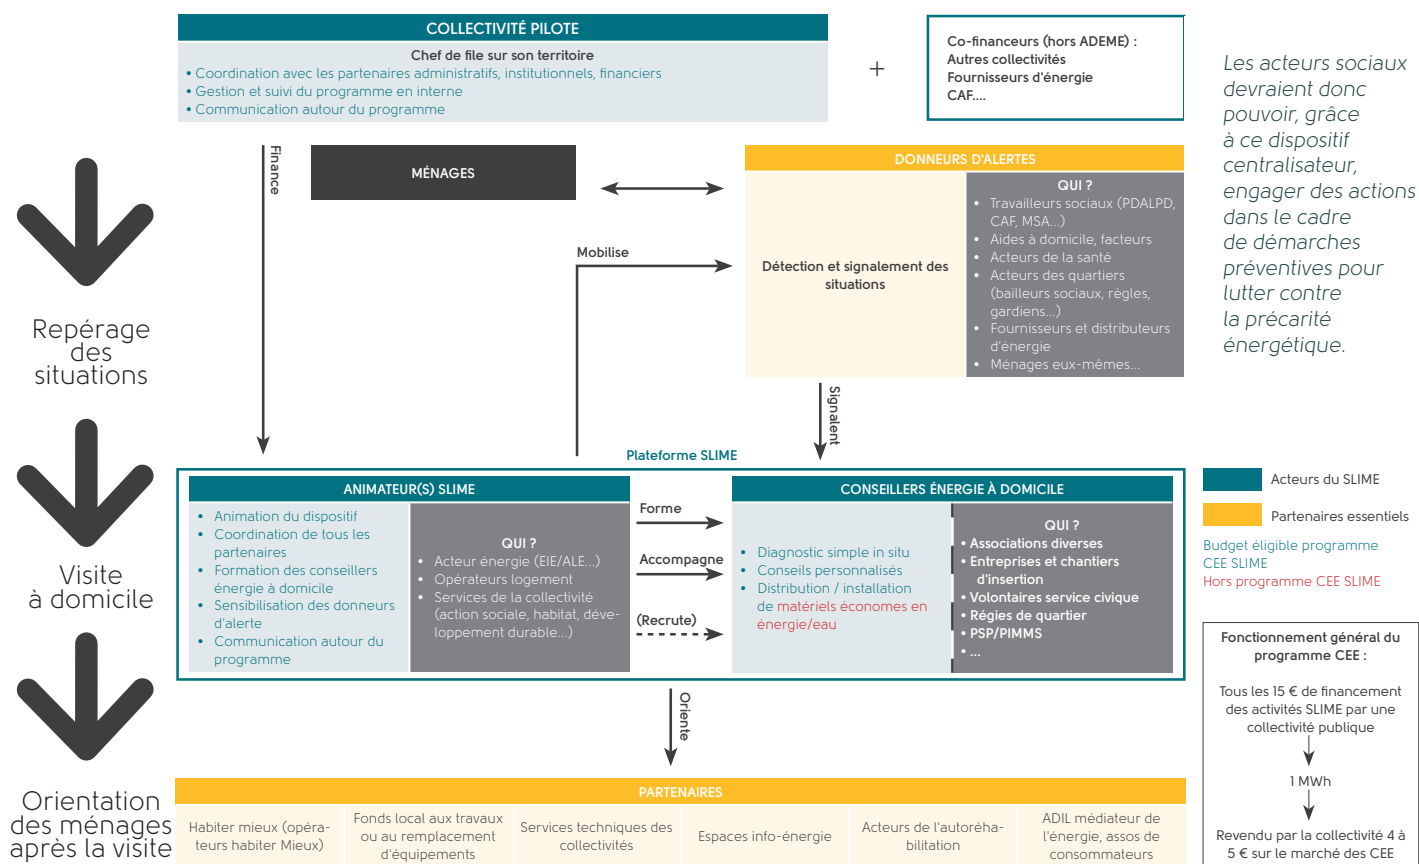 COLLECTIVITÉ PILOTE
Chef de file sur son territoire
• Coordination avec les partenaires administratifs, institutionnels, financiers
• Gestion et suivi du programme en interne
• Communication autour du programme
+
Co-financeurs (hors ADEME) :
Autres collectivités
Fournisseurs d'énergie
CAF....
Les acteurs sociaux
devraient donc
pouvoir, grâce
à ce dispositif
centralisateur,
engager des actions
dans le cadre
de démarches
préventives pour
lutter contre
la précarité
énergétique.
Finance
MÉNAGES
DONNEURS D'ALERTES
Détection et signalement des
situations
QUI ?
• Travailleurs sociaux (PDALPD,
CAF, MSA...)
• Aides à domicile, facteurs
• Acteurs de la santé
• Acteurs des quartiers
(bailleurs sociaux, règles,
gardiens...)
• Fournisseurs et distributeurs
d'énergie
• Ménages eux-mêmes...
Mobilise
Repérage
des
situations
Signalent
Plateforme SLIME
ANIMATEUR(S) SLIME
• Animation du dispositif
• Coordination de tous les
partenaires
• Formation des conseillers
énergie à domicile
• Sensibilisation des donneurs
d'alerte
• Communication autour du
programme
QUI ?
• Acteur énergie (EIE/ALE...)
• Opérateurs logement
• Services de la collectivité
(action sociale, habitat, déve-
loppement durable...)
Forme
Accompagne
(Recrute)
CONSEILLERS ÉNERGIE À DOMICILE
• Diagnostic simple in situ
• Conseils personnalisés
• Distribution / installation
de matériels économes en
énergie/eau
QUI ?
• Associations diverses
• Entreprises et chantiers
d'insertion
• Volontaires service civique
• Régies de quartier
• PSP/PIMMS
• ...
Acteurs du SLIME
Partenaires essentiels
Budget éligible programme
CEE SLIME
Hors programme CEE SLIME
Visite
à domicile
Oriente
Fonctionnement général du
programme CEE :
Tous les 15 € de financement
des activités SLIME par une
collectivité publique
1 MWh
Revendu par la collectivité 4 à
5 € sur le marché des CEE
Orientation
des ménages
après la visite
PARTENAIRES
Habiter mieux (opéra-
teurs habiter Mieux)
Fonds local aux travaux
ou au remplacement
d'équipements
Services techniques des
collectivités
Espaces info-énergie
Acteurs de l'autoréha-
bilitation
ADIL médiateur de
l'énergie, assos de
consommateurs